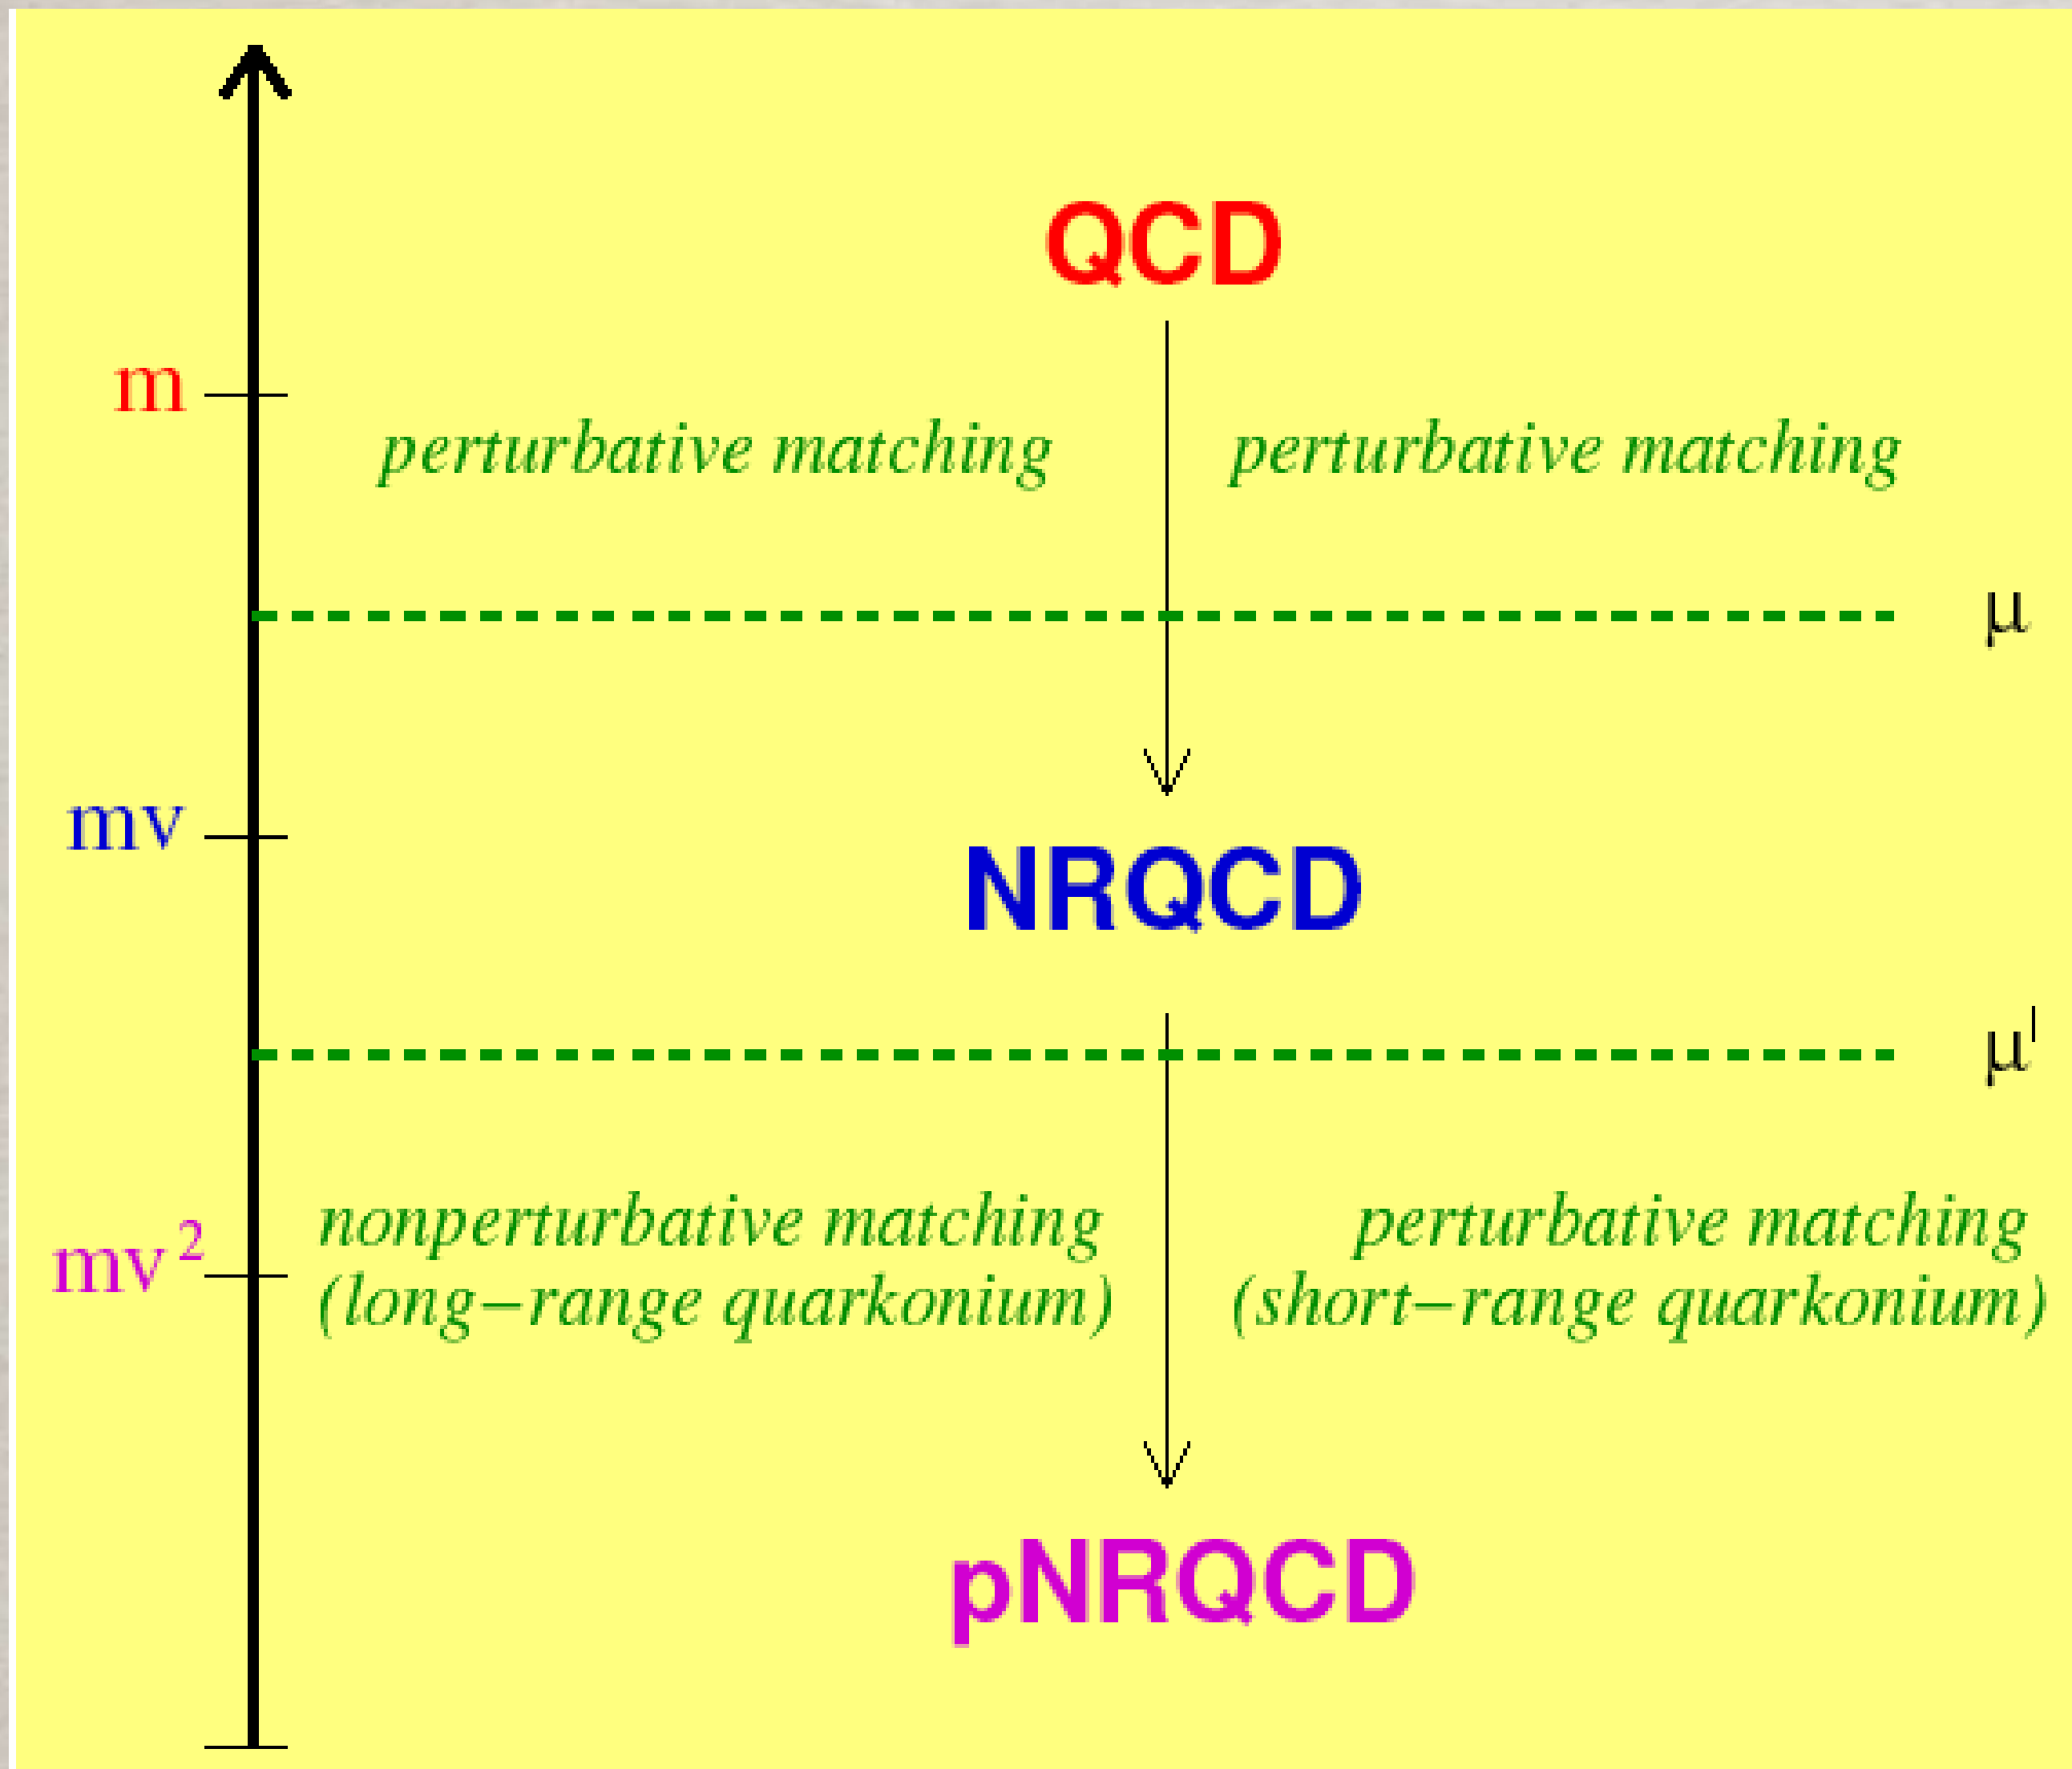 QCD
m
perturbative matching perturbative matching
μ
mv
NRQCD
μ'
nonperturbative matching perturbative matching
mv²
(long–range quarkonium) (short–range quarkonium)
pNRQCD